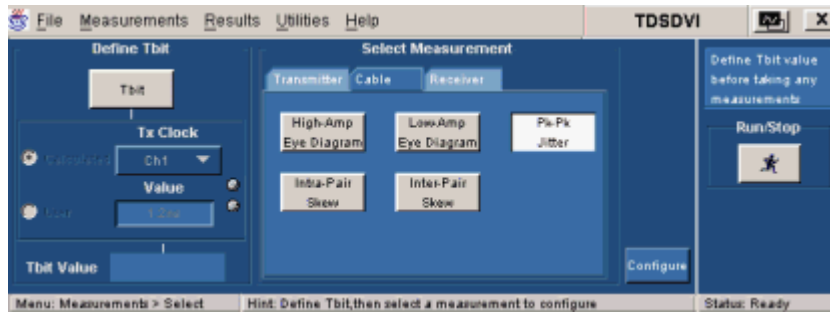 File Measurements Results Utilities Help TDSDVI X
Define Tbit
Tbit
Tx Clock
Calculated Ch1
Value
User
Tbit Value
Select Measurement
Transmitter Cable Receiver
High-Amp Eye Diagram
Low-Amp Eye Diagram
Pk-Pk Jitter
Intra-Pair Skew
Inter-Pair Skew
Configure
Define Tbit value
before taking any
measurements
Run/Stop
Menu: Measurements > Select
Hint: Define Tbit,then select a measurement to configure
Status: Ready